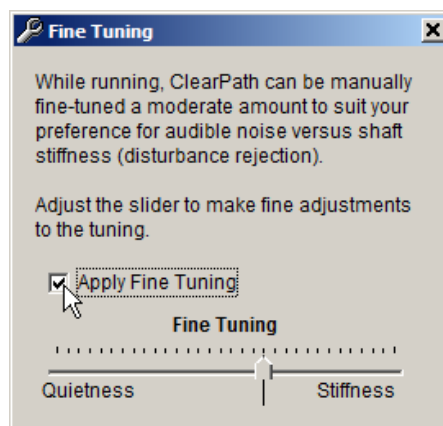 Fine Tuning
While running, ClearPath can be manually
fine-tuned a moderate amount to suit your
preference for audible noise versus shaft
stiffness (disturbance rejection).
Adjust the slider to make fine adjustments
to the tuning.
Apply Fine Tuning
Fine Tuning
Quietness Stiffness